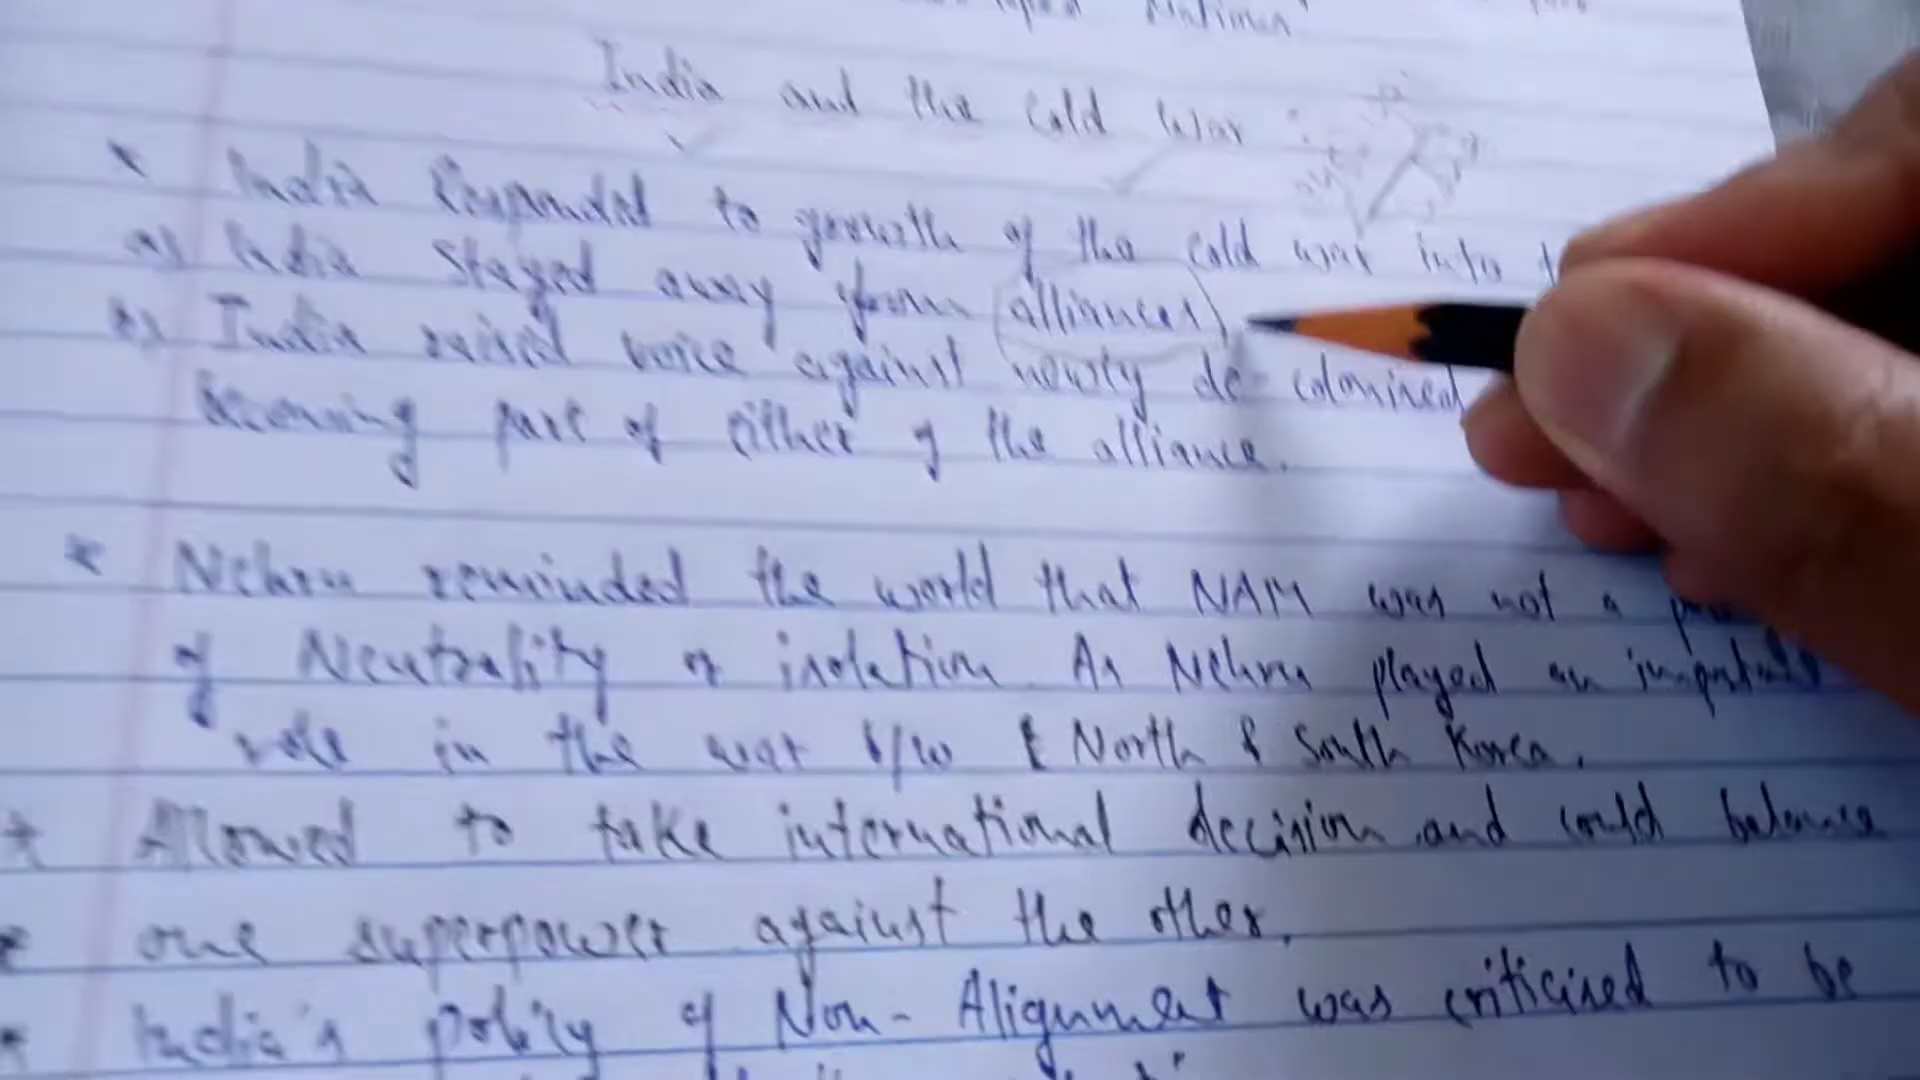 India and the Cold War :
* India Responded to growth of the cold war into
a) India stayed away from alliances
b) India raised voice against newly de-colonised
becoming part of either of the alliance.
* Nehru reminded the world that NAM was not a
of Neutrality or isolation. As Nehru played an important
role in the war b/w North & South Korea.
* Allowed to take international decision and could balance
* one superpower against the other.
* India's policy of Non-Alignment was criticised to be